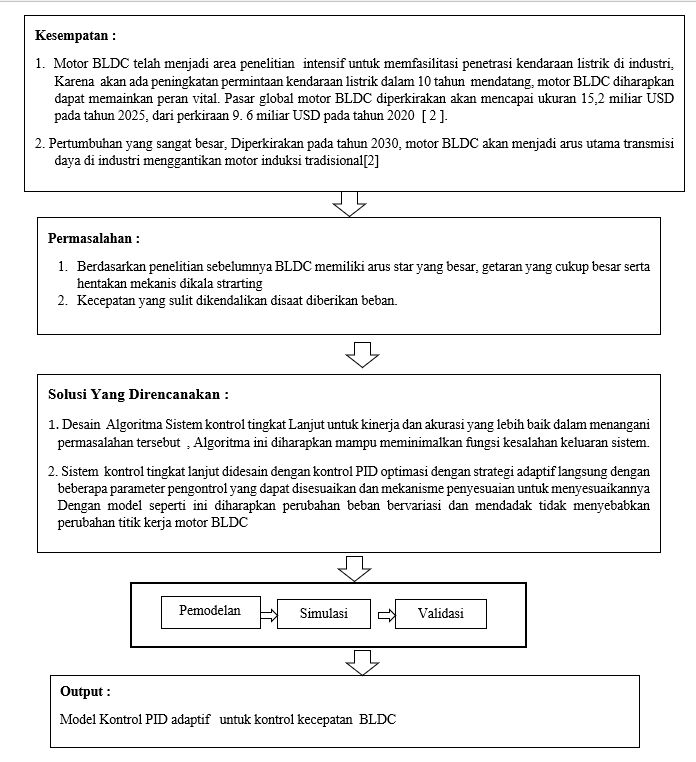 Kesempatan :
1. Motor BLDC telah menjadi area penelitian intensif untuk memfasilitasi penetrasi kendaraan listrik di industri,
Karena akan ada peningkatan permintaan kendaraan listrik dalam 10 tahun mendatang, motor BLDC diharapkan
dapat memainkan peran vital. Pasar global motor BLDC diperkirakan akan mencapai ukuran 15,2 miliar USD
pada tahun 2025, dari perkiraan 9. 6 miliar USD pada tahun 2020 [ 2 ].
2. Pertumbuhan yang sangat besar, Diperkirakan pada tahun 2030, motor BLDC akan menjadi arus utama transmisi
daya di industri menggantikan motor induksi tradisional[2]
Permasalahan :
1. Berdasarkan penelitian sebelumnya BLDC memiliki arus star yang besar, getaran yang cukup besar serta
hentakan mekanis dikala strarting
2. Kecepatan yang sulit dikendalikan disaat diberikan beban.
Solusi Yang Direncanakan :
1. Desain Algoritma Sistem kontrol tingkat Lanjut untuk kinerja dan akurasi yang lebih baik dalam menangani
permasalahan tersebut , Algoritma ini diharapkan mampu meminimalkan fungsi kesalahan keluaran sistem.
2. Sistem kontrol tingkat lanjut didesain dengan kontrol PID optimasi dengan strategi adaptif langsung dengan
beberapa parameter pengontrol yang dapat disesuaikan dan mekanisme penyesuaian untuk menyesuaikannya
Dengan model seperti ini diharapkan perubahan beban bervariasi dan mendadak tidak menyebabkan
perubahan titik kerja motor BLDC
Pemodelan
Simulasi
Validasi
Output :
Model Kontrol PID adaptif untuk kontrol kecepatan BLDC